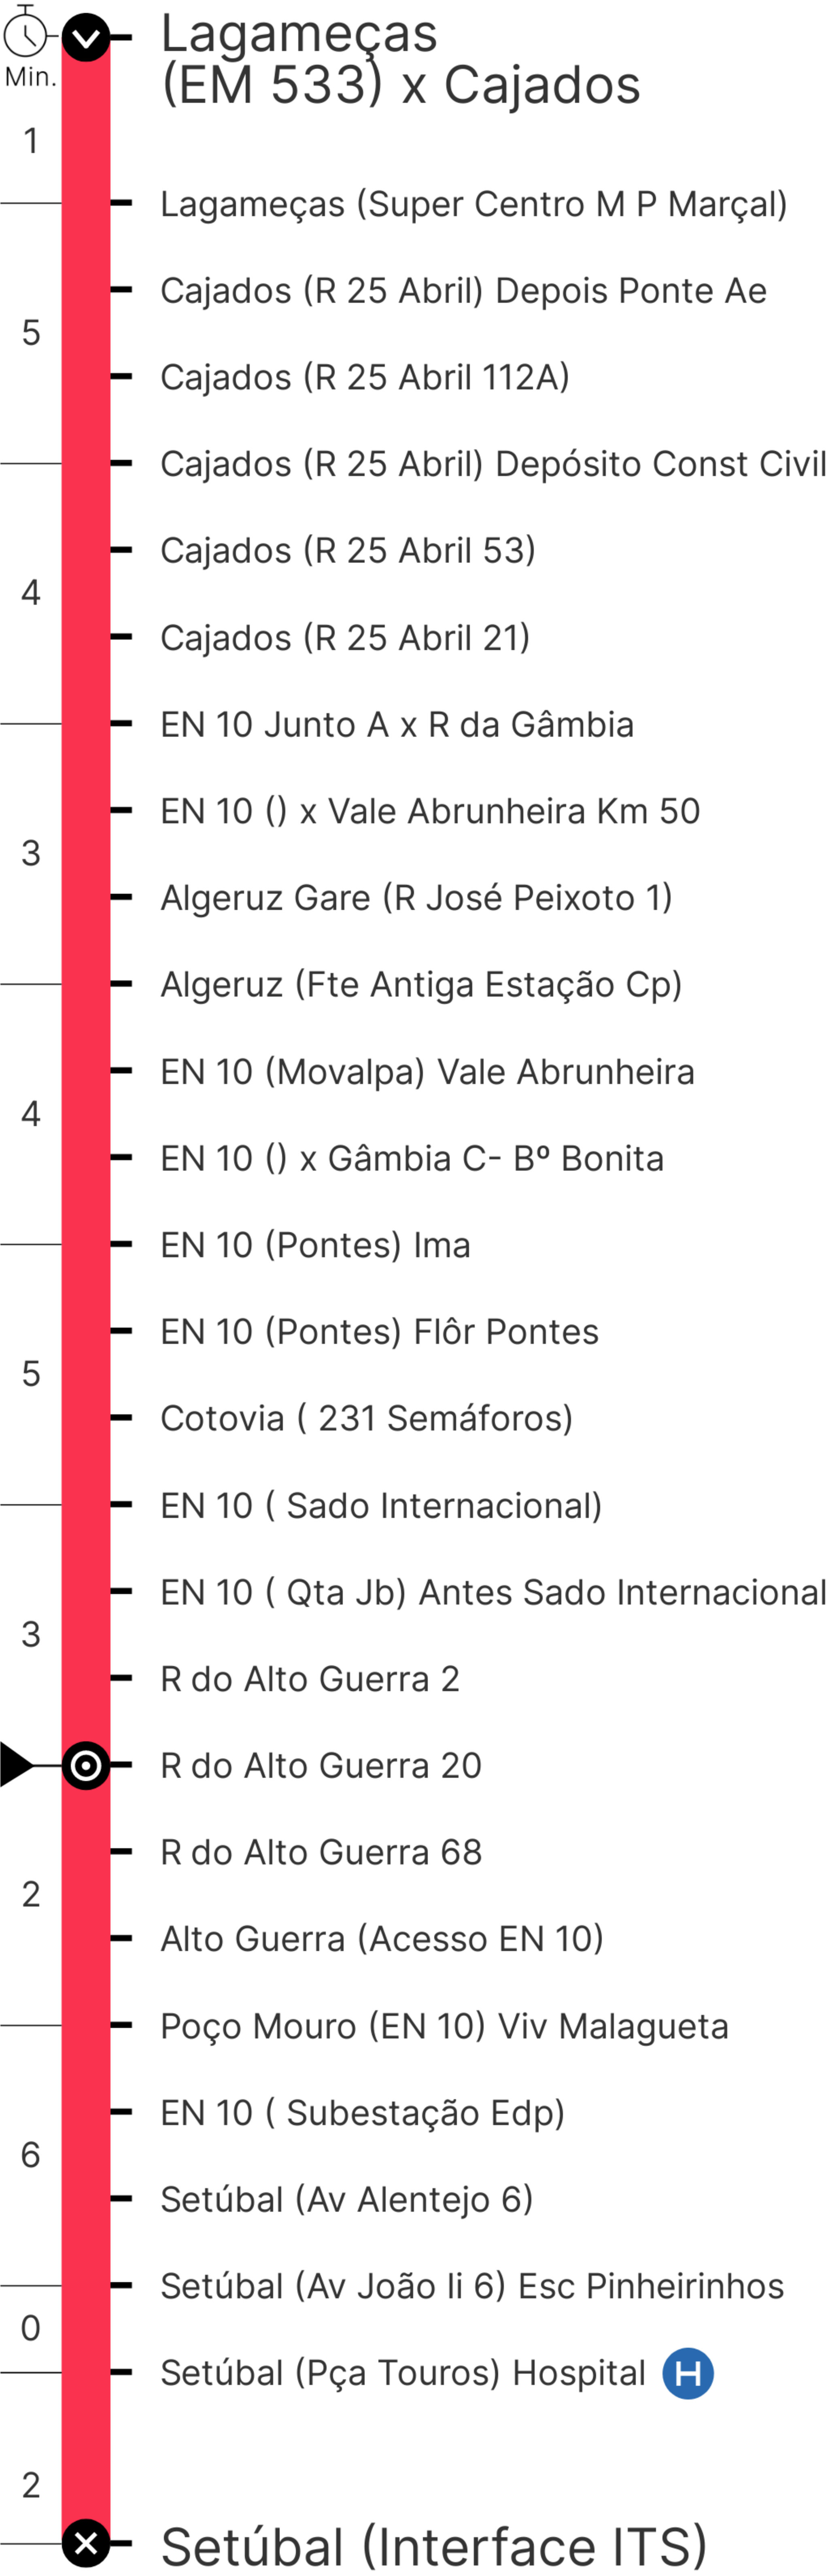 Lagameças
(EM 533) x Cajados
Min.
1
Lagameças (Super Centro M P Marçal)
Cajados (R 25 Abril) Depois Ponte Ae
5
Cajados (R 25 Abril 112A)
Cajados (R 25 Abril) Depósito Const Civil
Cajados (R 25 Abril 53)
4
Cajados (R 25 Abril 21)
EN 10 Junto A x R da Gâmbia
EN 10 () x Vale Abrunheira Km 50
3
Algeruz Gare (R José Peixoto 1)
Algeruz (Fte Antiga Estação Cp)
EN 10 (Movalpa) Vale Abrunheira
4
EN 10 () x Gâmbia C- Bº Bonita
EN 10 (Pontes) Ima
EN 10 (Pontes) Flôr Pontes
5
Cotovia ( 231 Semáforos)
EN 10 ( Sado Internacional)
EN 10 ( Qta Jb) Antes Sado Internacional
3
R do Alto Guerra 2
R do Alto Guerra 20
R do Alto Guerra 68
2
Alto Guerra (Acesso EN 10)
Poço Mouro (EN 10) Viv Malagueta
EN 10 ( Subestação Edp)
6
Setúbal (Av Alentejo 6)
Setúbal (Av João Ii 6) Esc Pinheirinhos
0
Setúbal (Pça Touros) Hospital H
2
Setúbal (Interface ITS)